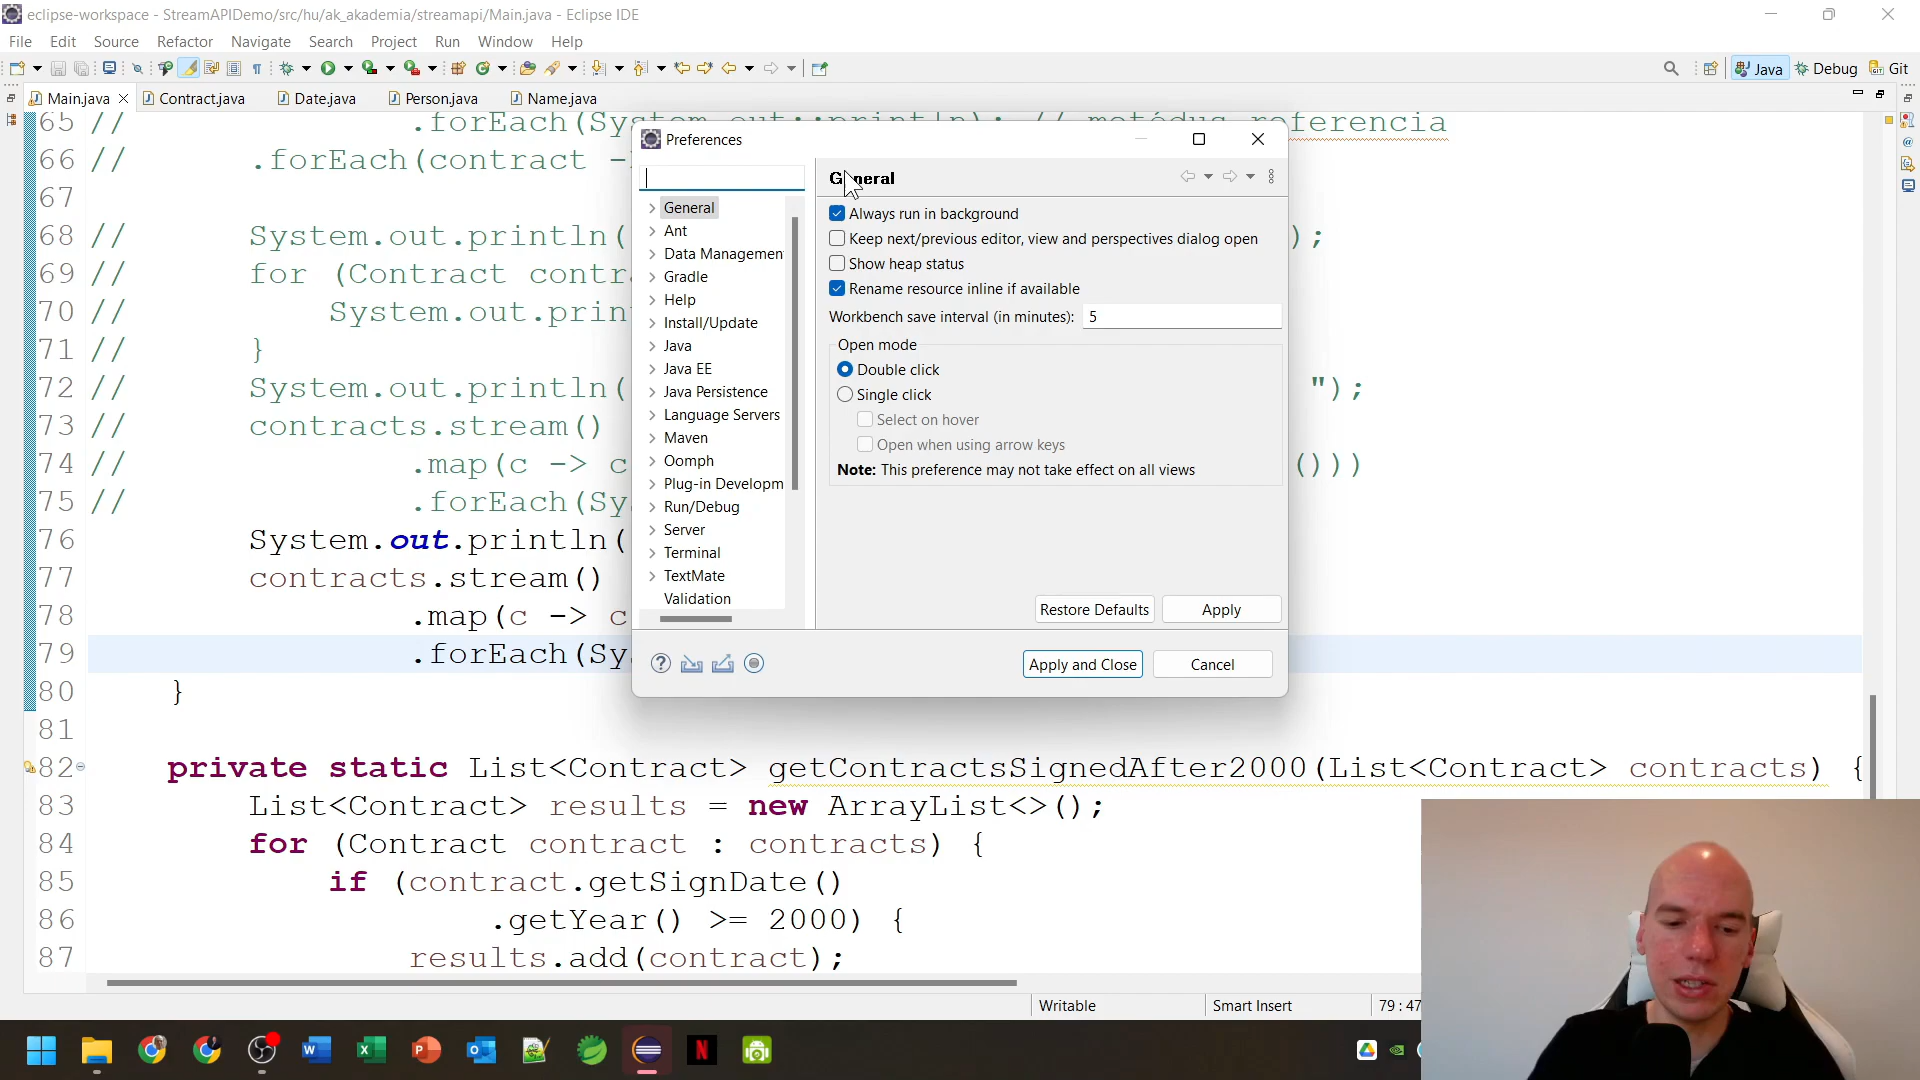 eclipse-workspace - StreamAPIDemo/src/hu/ak_akademia/streamapi/Main.java - Eclipse IDE
File Edit Source Refactor Navigate Search Run Project Run Window Help
Java Debug Git
Main.java Contract.java Date.java Person.java Name.java
65 // .forEach(System.out::println); // metódus referencia
66 // .forEach(contract -
67
68 // System.out.println( );
69 // for (Contract contr
70 // System.out.prin
71 // }
72 // System.out.println( ");
73 // contracts.stream()
74 // .map(c -> c ()))
75 // .forEach(Sy
76 System.out.println(
77 contracts.stream()
78 .map(c -> c
79 .forEach(Sy
80 }
81
82 private static List<Contract> getContractsSignedAfter2000(List<Contract> contracts) {
83 List<Contract> results = new ArrayList<>();
84 for (Contract contract : contracts) {
85 if (contract.getSignDate()
86 .getYear() >= 2000) {
87 results.add(contract);
Preferences
General
Ant
Data Managemen
Gradle
Help
Install/Update
Java
Java EE
Java Persistence
Language Servers
Maven
Oomph
Plug-in Developm
Run/Debug
Server
Terminal
TextMate
Validation
General
Always run in background
Keep next/previous editor, view and perspectives dialog open
Show heap status
Rename resource inline if available
Workbench save interval (in minutes): 5
Open mode
Double click
Single click
Select on hover
Open when using arrow keys
Note: This preference may not take effect on all views
Restore Defaults Apply
Apply and Close Cancel
Writable Smart Insert 79 : 47